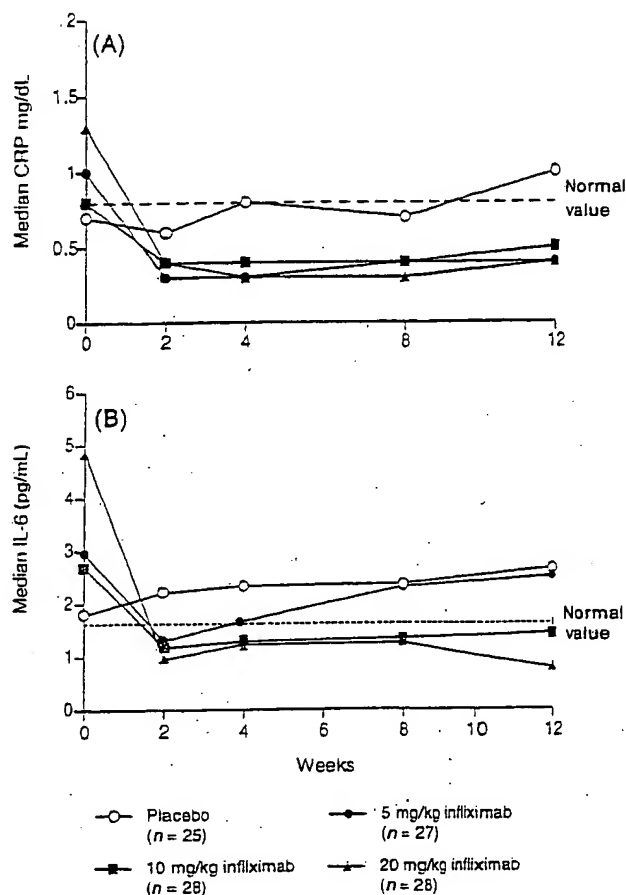 (A)
Median CRP mg/dL
2
1.5
1
0.5
0
Normal
value
0 2 4 8 12
(B)
Median IL-6 (pg/mL)
6
5
4
3
2
1
0
Normal
value
0 2 4 6 8 10 12
Weeks
Placebo
(n = 25)
5 mg/kg infliximab
(n = 27)
10 mg/kg infliximab
(n = 28)
20 mg/kg infliximab
(n = 28)